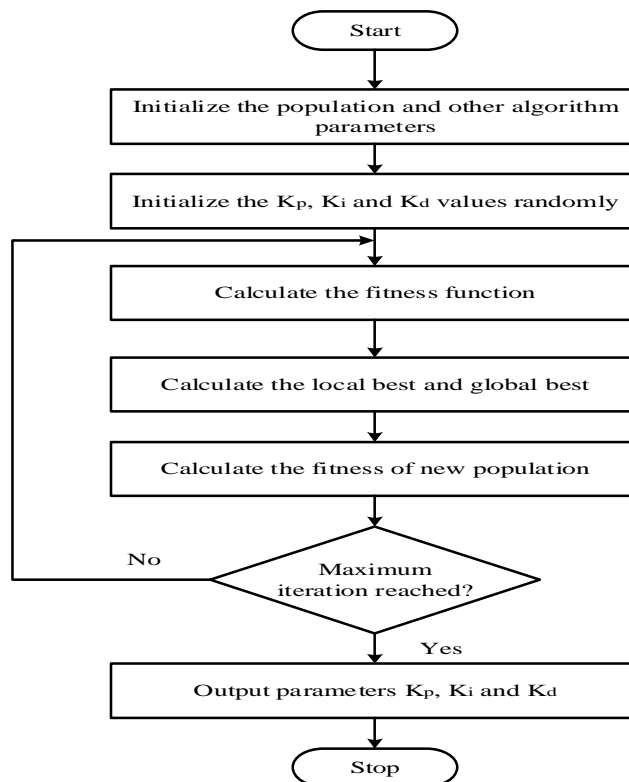 Start
Initialize the population and other algorithm
parameters
Initialize the Kp, Ki and Kd values randomly
Calculate the fitness function
Calculate the local best and global best
Calculate the fitness of new population
No
Maximum
iteration reached?
Yes
Output parameters Kp, Ki and Kd
Stop